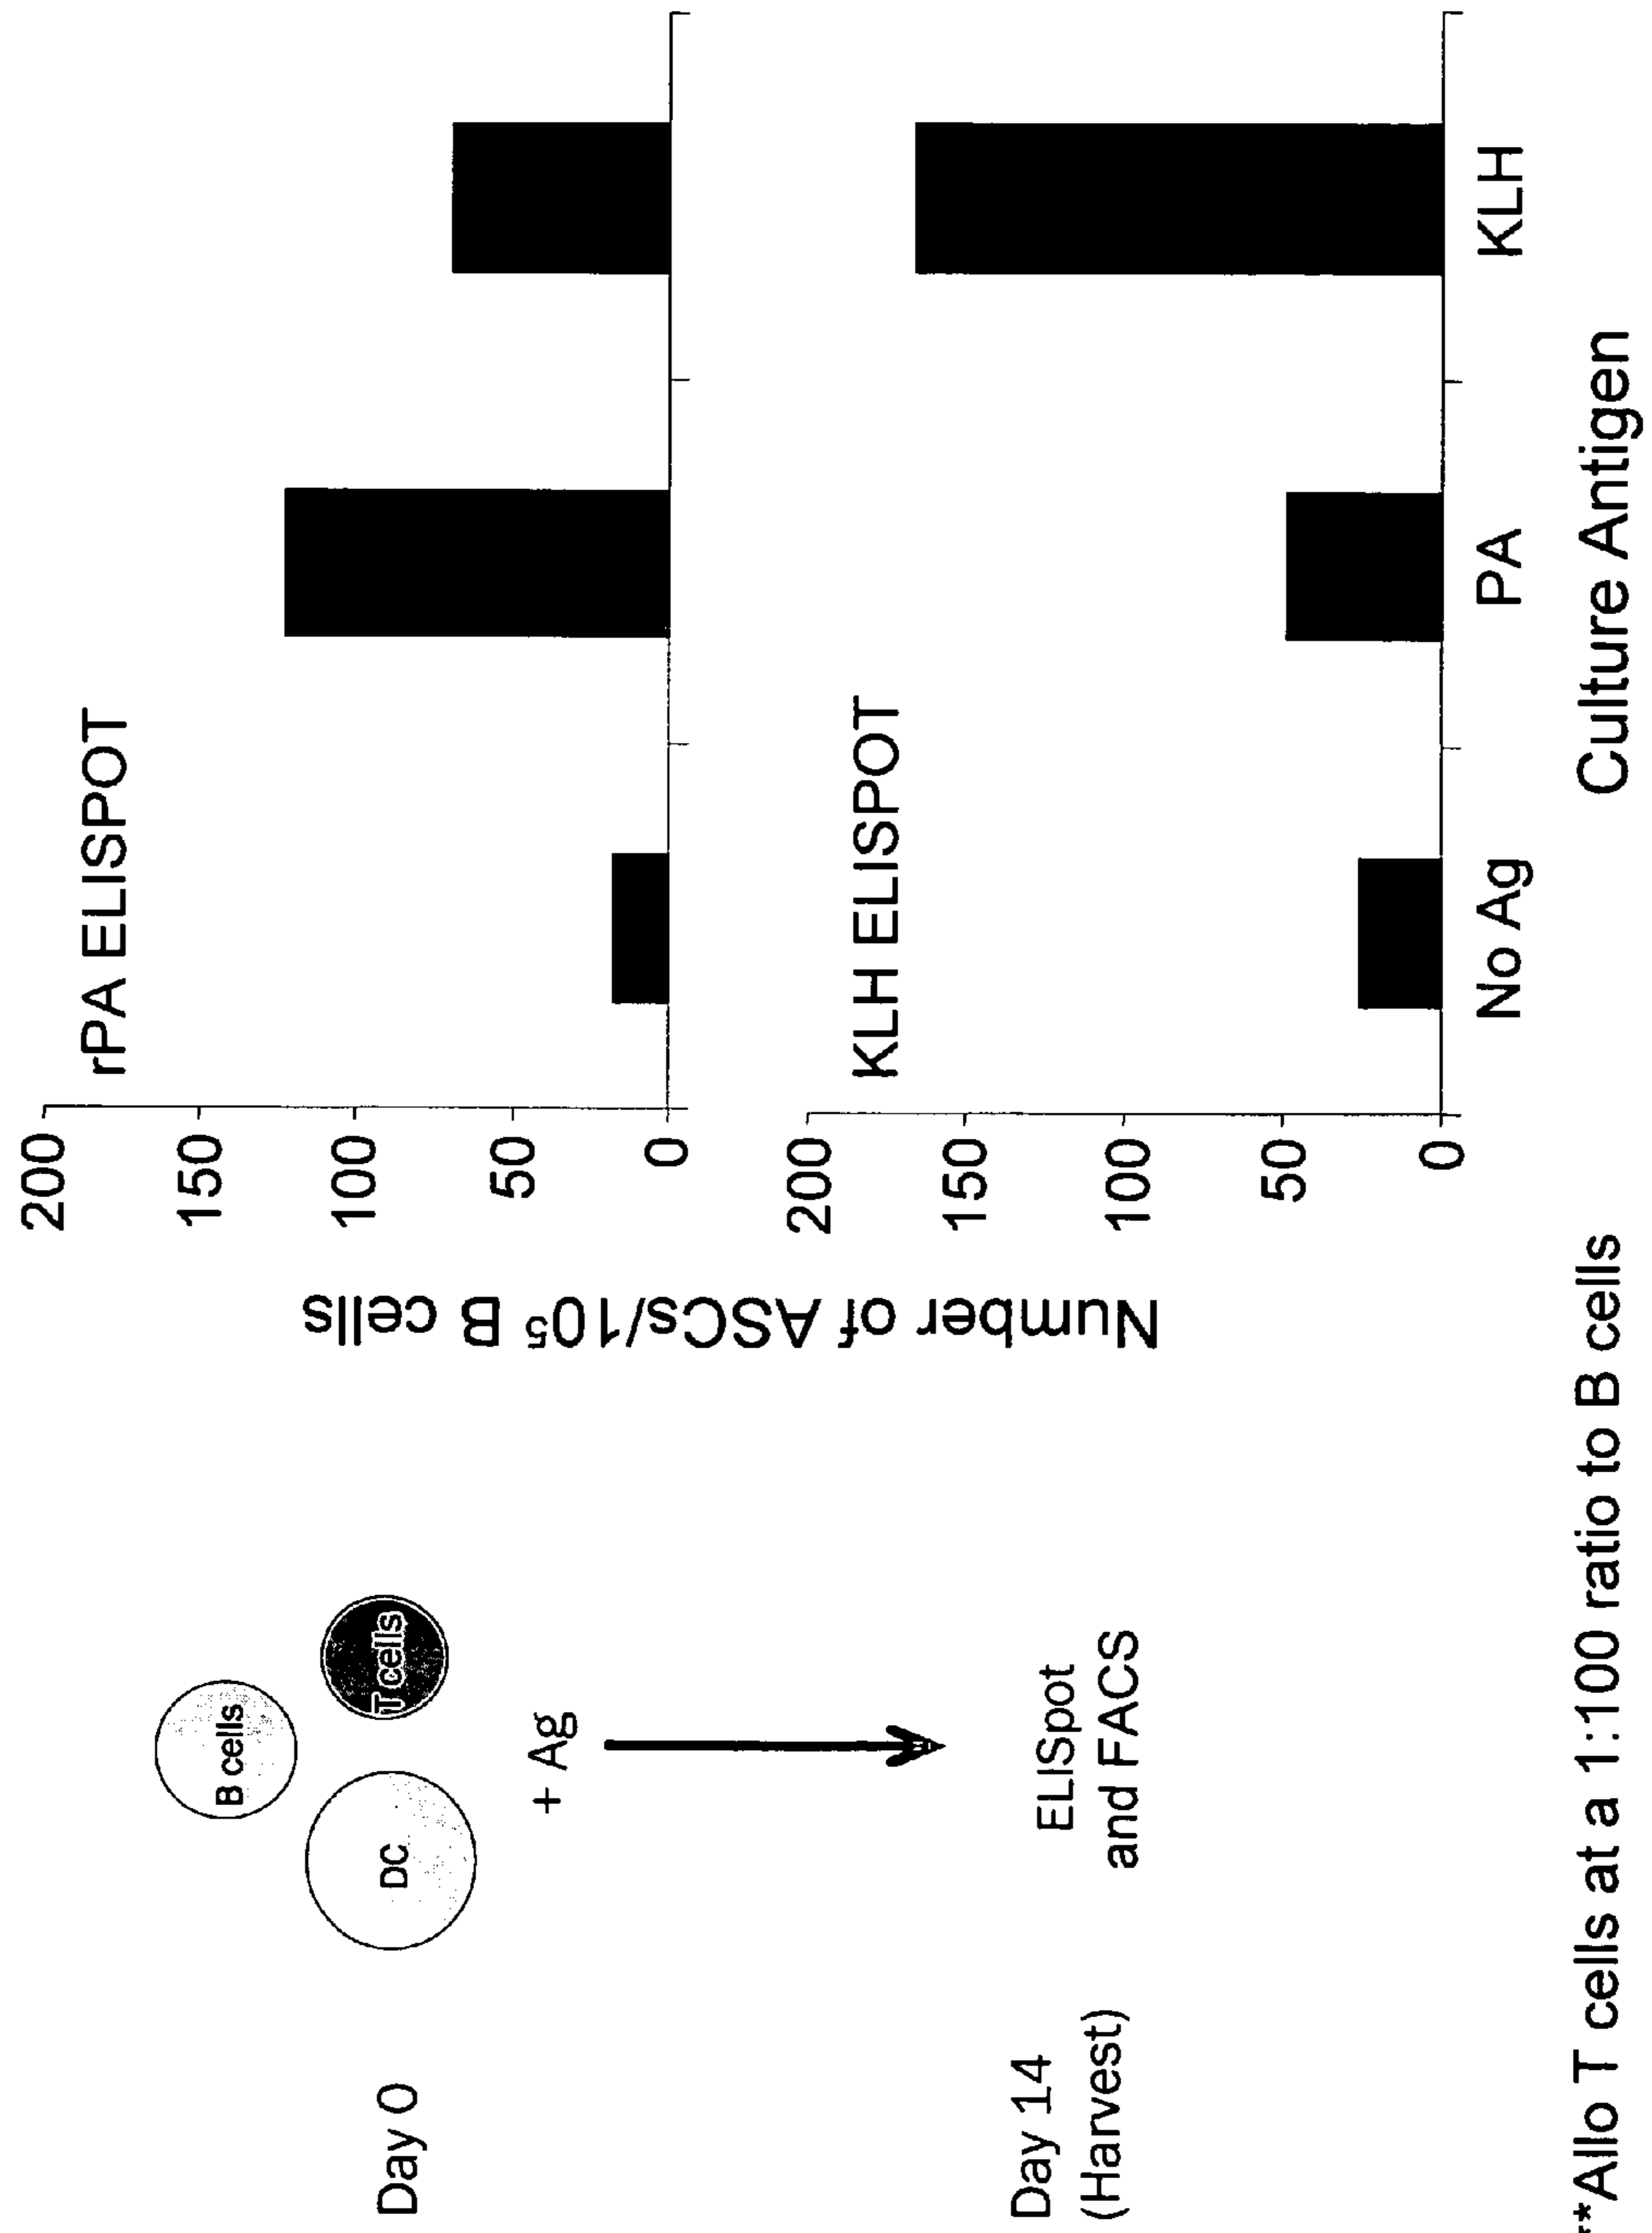 Day 0
B cells
DC
T cells
+ Ag
Day 14
(Harvest)
ELISpot
and FACS
Number of ASCs/10⁵ B cells
rPA ELISPOT
200
150
100
50
0
KLH ELISPOT
200
150
100
50
0
No Ag
PA
KLH
Culture Antigen
**Allo T cells at a 1:100 ratio to B cells